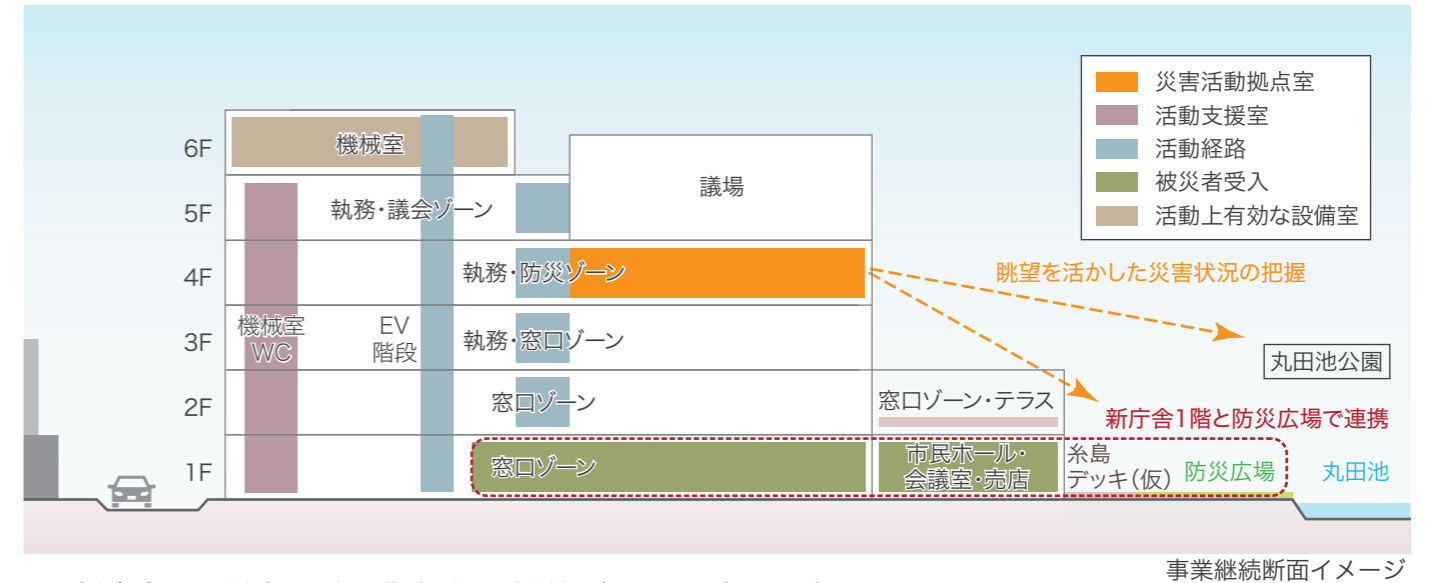 災害活動拠点室
活動支援室
活動経路
被災者受入
活動上有効な設備室
6F
機械室
5F
執務・議会ゾーン
議場
4F
執務・防災ゾーン
眺望を活かした災害状況の把握
3F
機械室
WC
EV
階段
執務・窓口ゾーン
丸田池公園
2F
窓口ゾーン
窓口ゾーン・テラス
新庁舎1階と防災広場で連携
1F
窓口ゾーン
市民ホール・
会議室・売店
糸島
デッキ(仮)
防災広場
丸田池
事業継続断面イメージ